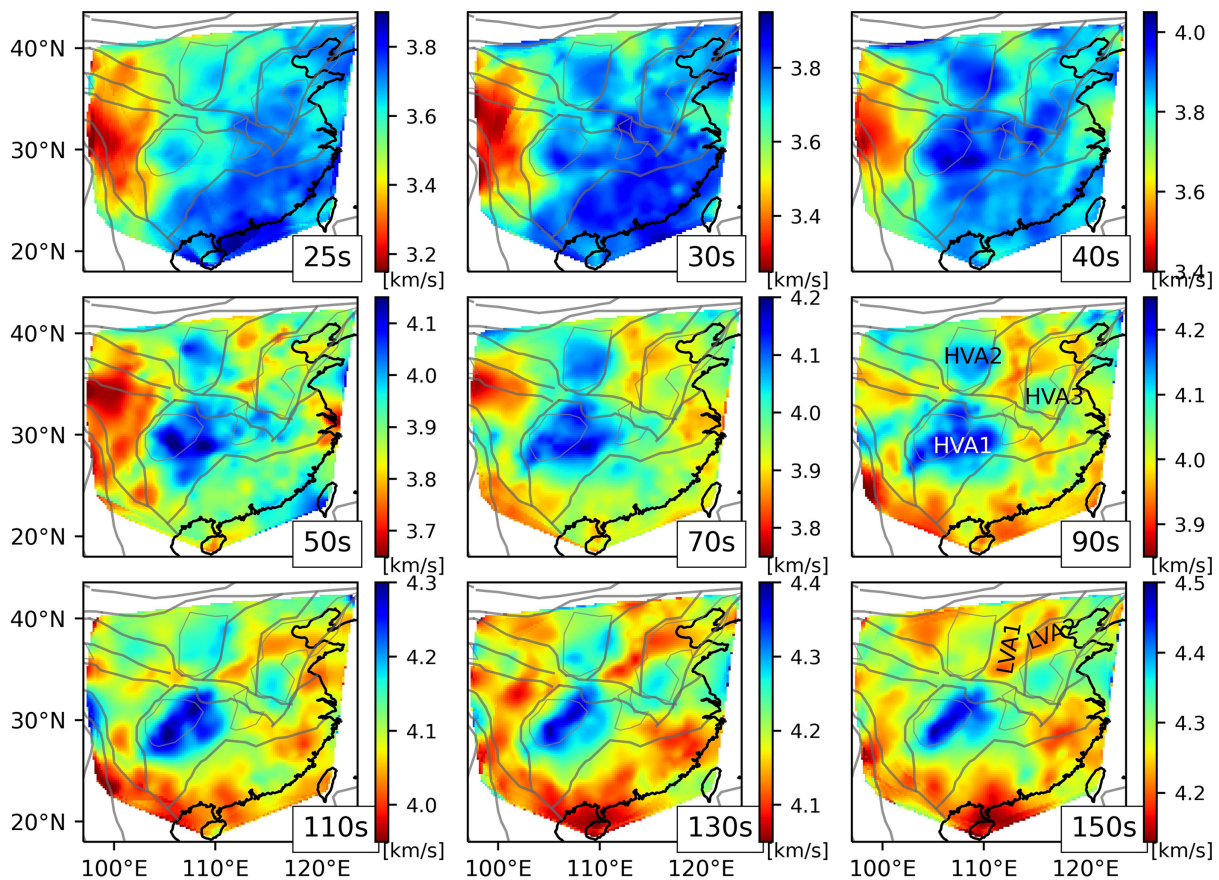 40°N
30°N
20°N
25s
3.8
3.6
3.4
3.2
[km/s]
30s
3.8
3.6
3.4
[km/s]
40s
4.0
3.8
3.6
3.4
[km/s]
40°N
30°N
20°N
50s
4.1
4.0
3.9
3.8
3.7
[km/s]
70s
4.2
4.1
4.0
3.9
3.8
[km/s]
HVA2
HVA3
HVA1
90s
4.2
4.1
4.0
3.9
[km/s]
40°N
30°N
20°N
100°E
110°E
120°E
110s
4.3
4.2
4.1
4.0
[km/s]
100°E
110°E
120°E
130s
4.4
4.3
4.2
4.1
[km/s]
LVA1
LVA2
100°E
110°E
120°E
150s
4.5
4.4
4.3
4.2
[km/s]